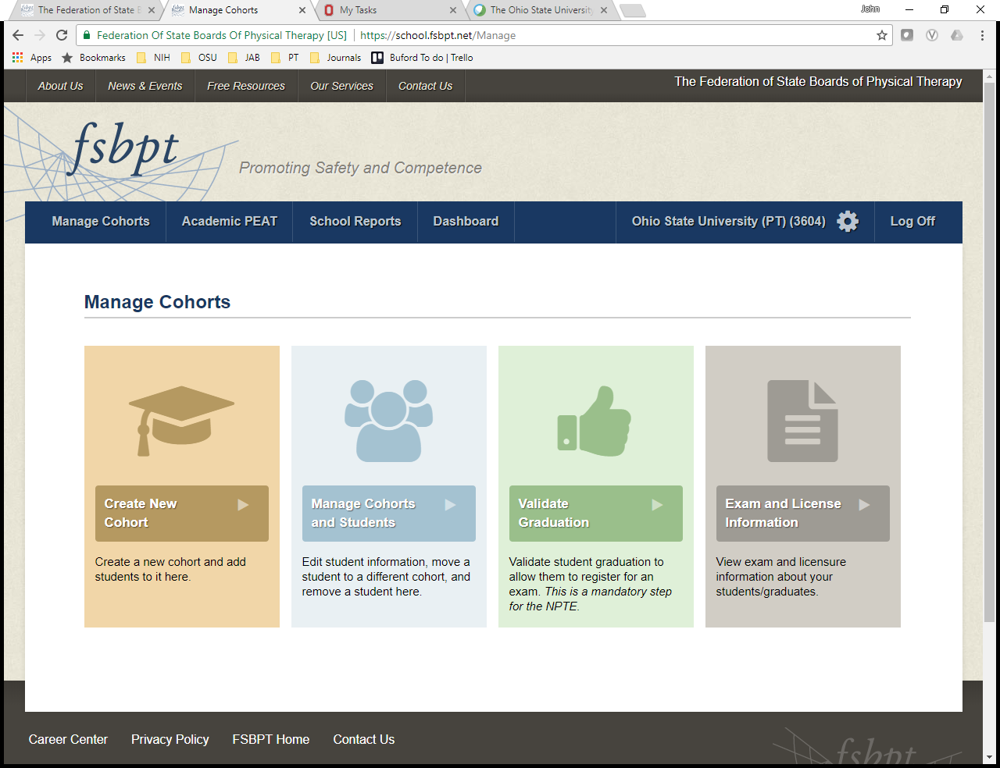 The Federation of State B
Manage Cohorts
My Tasks
The Ohio State University
John
Federation Of State Boards Of Physical Therapy [US]
https://school.fsbpt.net/Manage
Apps
Bookmarks
NIH
OSU
JAB
PT
Journals
Buford To do | Trello
About Us
News & Events
Free Resources
Our Services
Contact Us
The Federation of State Boards of Physical Therapy
fsbpt
Promoting Safety and Competence
Manage Cohorts
Academic PEAT
School Reports
Dashboard
Ohio State University (PT) (3604)
Log Off
Manage Cohorts
Create New
Cohort
Create a new cohort and add
students to it here.
Manage Cohorts
and Students
Edit student information, move a
student to a different cohort, and
remove a student here.
Validate
Graduation
Validate student graduation to
allow them to register for an
exam. This is a mandatory step
for the NPTE.
Exam and License
Information
View exam and licensure
information about your
students/graduates.
Career Center
Privacy Policy
FSBPT Home
Contact Us
fsbpt